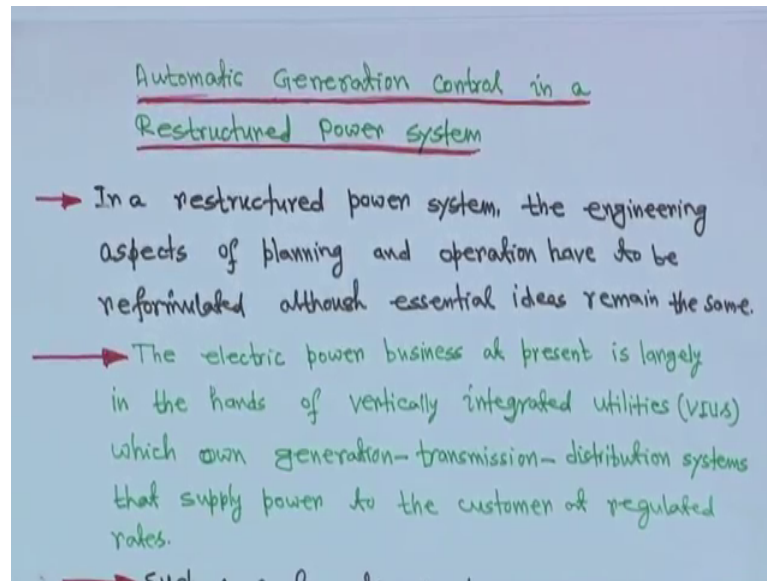 Automatic Generation Control in a
Restructured Power system
In a restructured power system, the engineering
aspects of planning and operation have to be
reformulated although essential ideas remain the same.
The electric power business at present is largely
in the hands of vertically integrated utilities (VIUs)
which own generation-transmission-distribution systems
that supply power to the customer at regulated
rates.